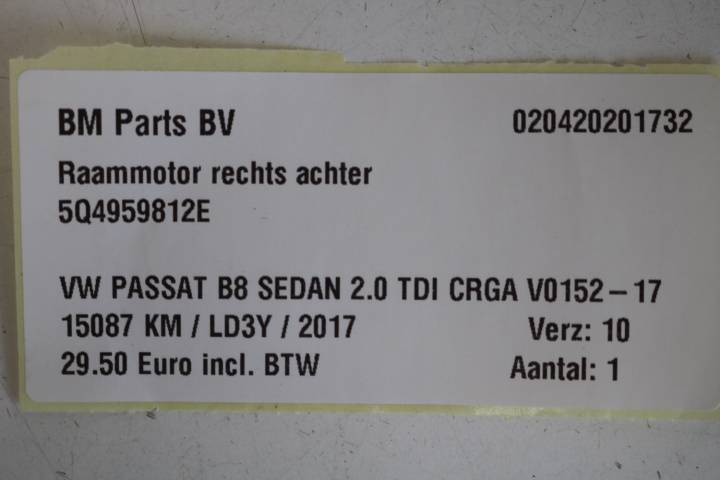 BM Parts BV 020420201732
Raammotor rechts achter
5Q4959812E
VW PASSAT B8 SEDAN 2.0 TDI CRGA V0152-17
15087 KM / LD3Y / 2017 Verz: 10
29.50 Euro incl. BTW Aantal: 1